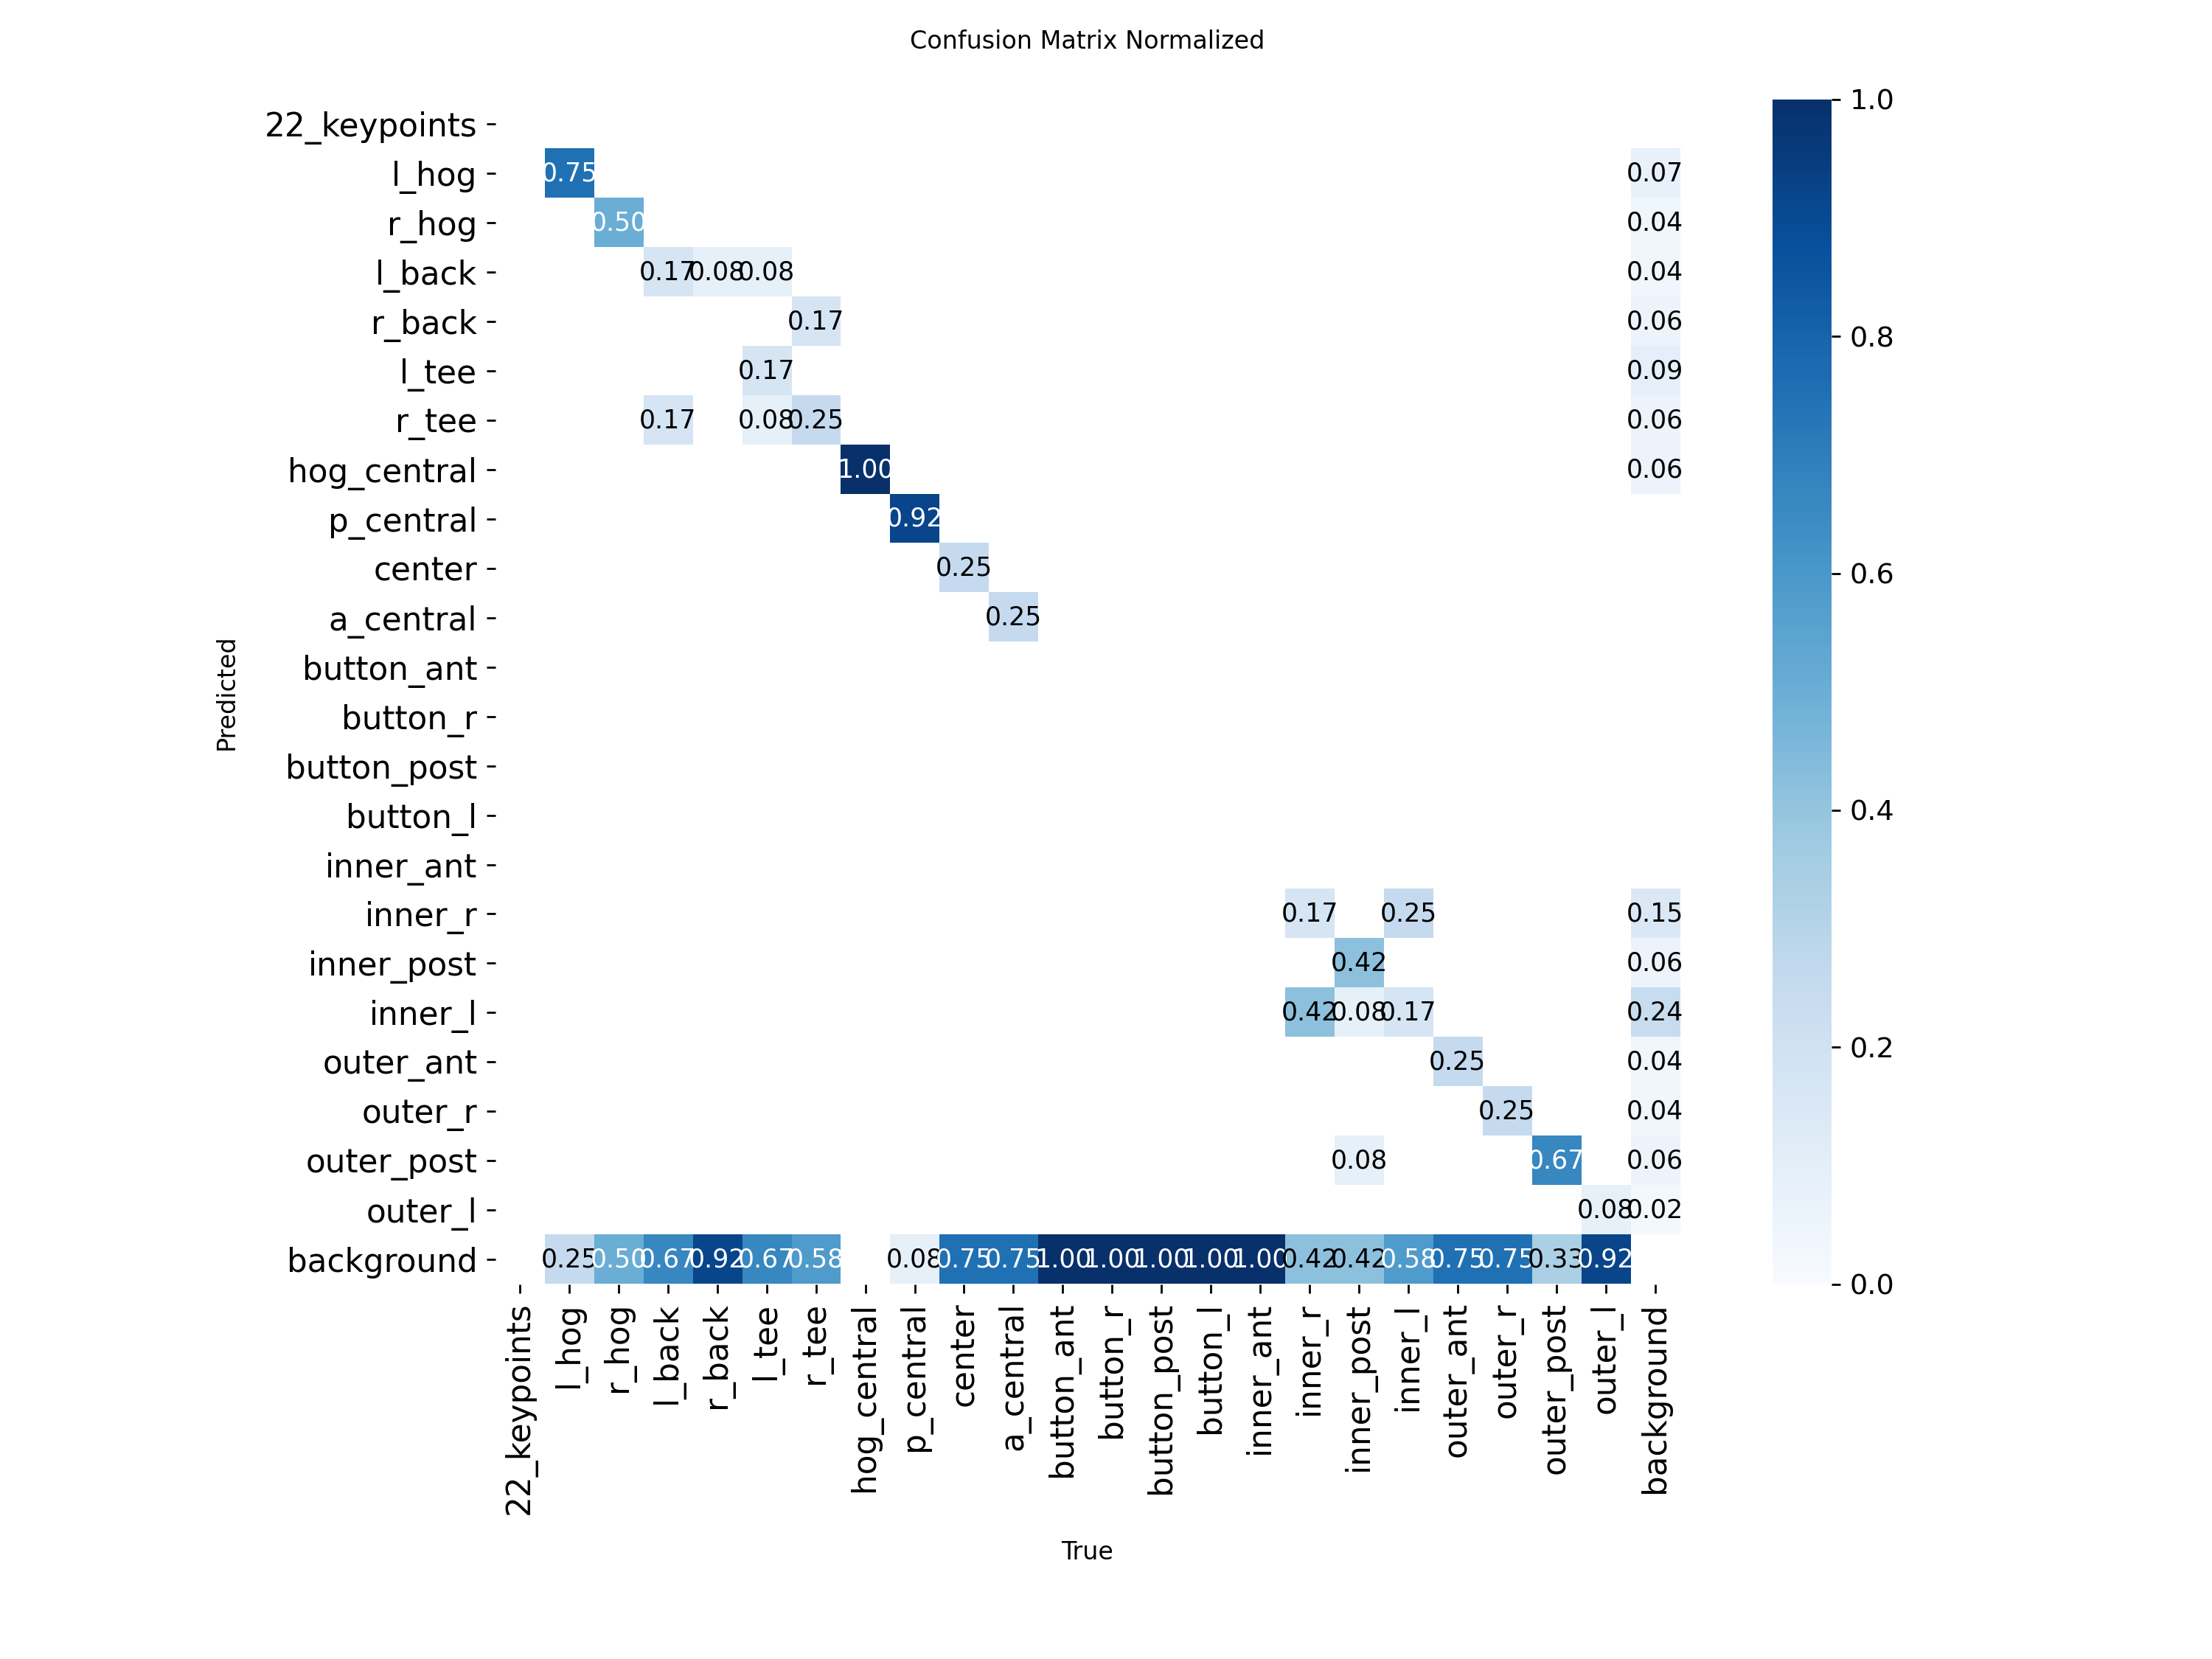 Confusion Matrix Normalized
22_keypoints
l_hog 0.75 0.07
r_hog 0.50 0.04
l_back 0.17 0.08 0.08 0.04
r_back 0.17 0.06
l_tee 0.17 0.09
r_tee 0.17 0.08 0.25 0.06
hog_central 1.00 0.06
p_central 0.92
center 0.25
a_central 0.25
button_ant
button_r
button_post
button_l
inner_ant
inner_r 0.17 0.25 0.15
inner_post 0.42 0.06
inner_l 0.42 0.08 0.17 0.24
outer_ant 0.25 0.04
outer_r 0.25 0.04
outer_post 0.08 0.67 0.06
outer_l 0.08 0.02
background 0.25 0.50 0.67 0.92 0.67 0.58 0.08 0.75 0.75 1.00 1.00 1.00 1.00 1.00 0.42 0.42 0.58 0.75 0.75 0.33 0.92
Predicted
22_keypoints
l_hog
r_hog
l_back
r_back
l_tee
r_tee
hog_central
p_central
center
a_central
button_ant
button_r
button_post
button_l
inner_ant
inner_r
inner_post
inner_l
outer_ant
outer_r
outer_post
outer_l
background
True
1.0
0.8
0.6
0.4
0.2
0.0